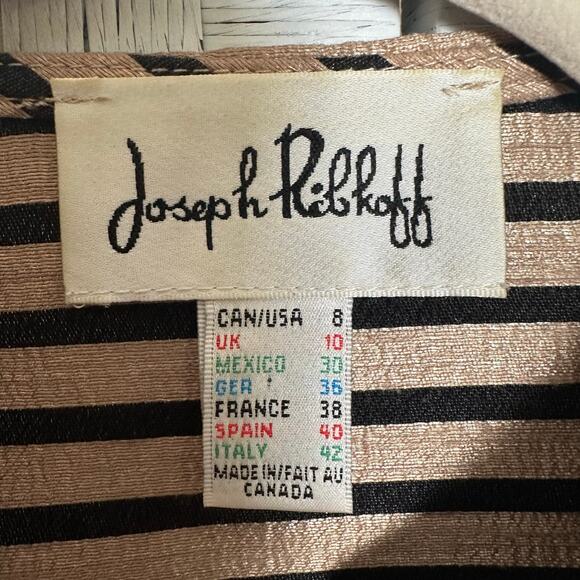 Joseph Ribkoff
CAN/USA 8
UK 10
MEXICO 30
GER 36
FRANCE 38
SPAIN 40
ITALY 42
MADE IN/FAIT AU
CANADA